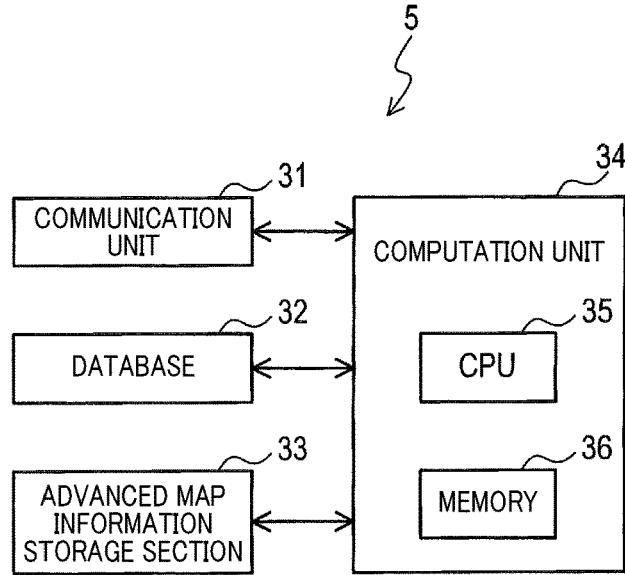 5
31
COMMUNICATION
UNIT
32
DATABASE
33
ADVANCED MAP
INFORMATION
STORAGE SECTION
34
COMPUTATION UNIT
35
CPU
36
MEMORY